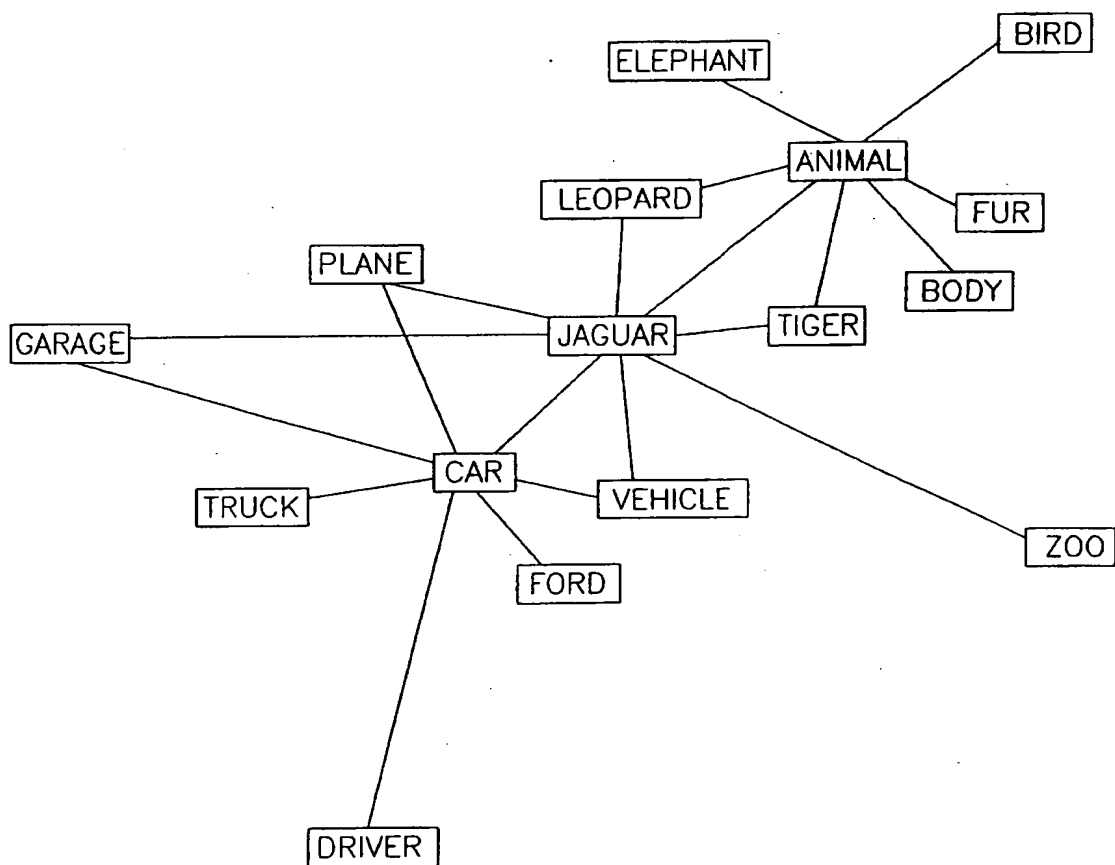 BIRD
ELEPHANT
ANIMAL
LEOPARD
FUR
PLANE
BODY
JAGUAR
TIGER
GARAGE
CAR
VEHICLE
TRUCK
ZOO
FORD
DRIVER